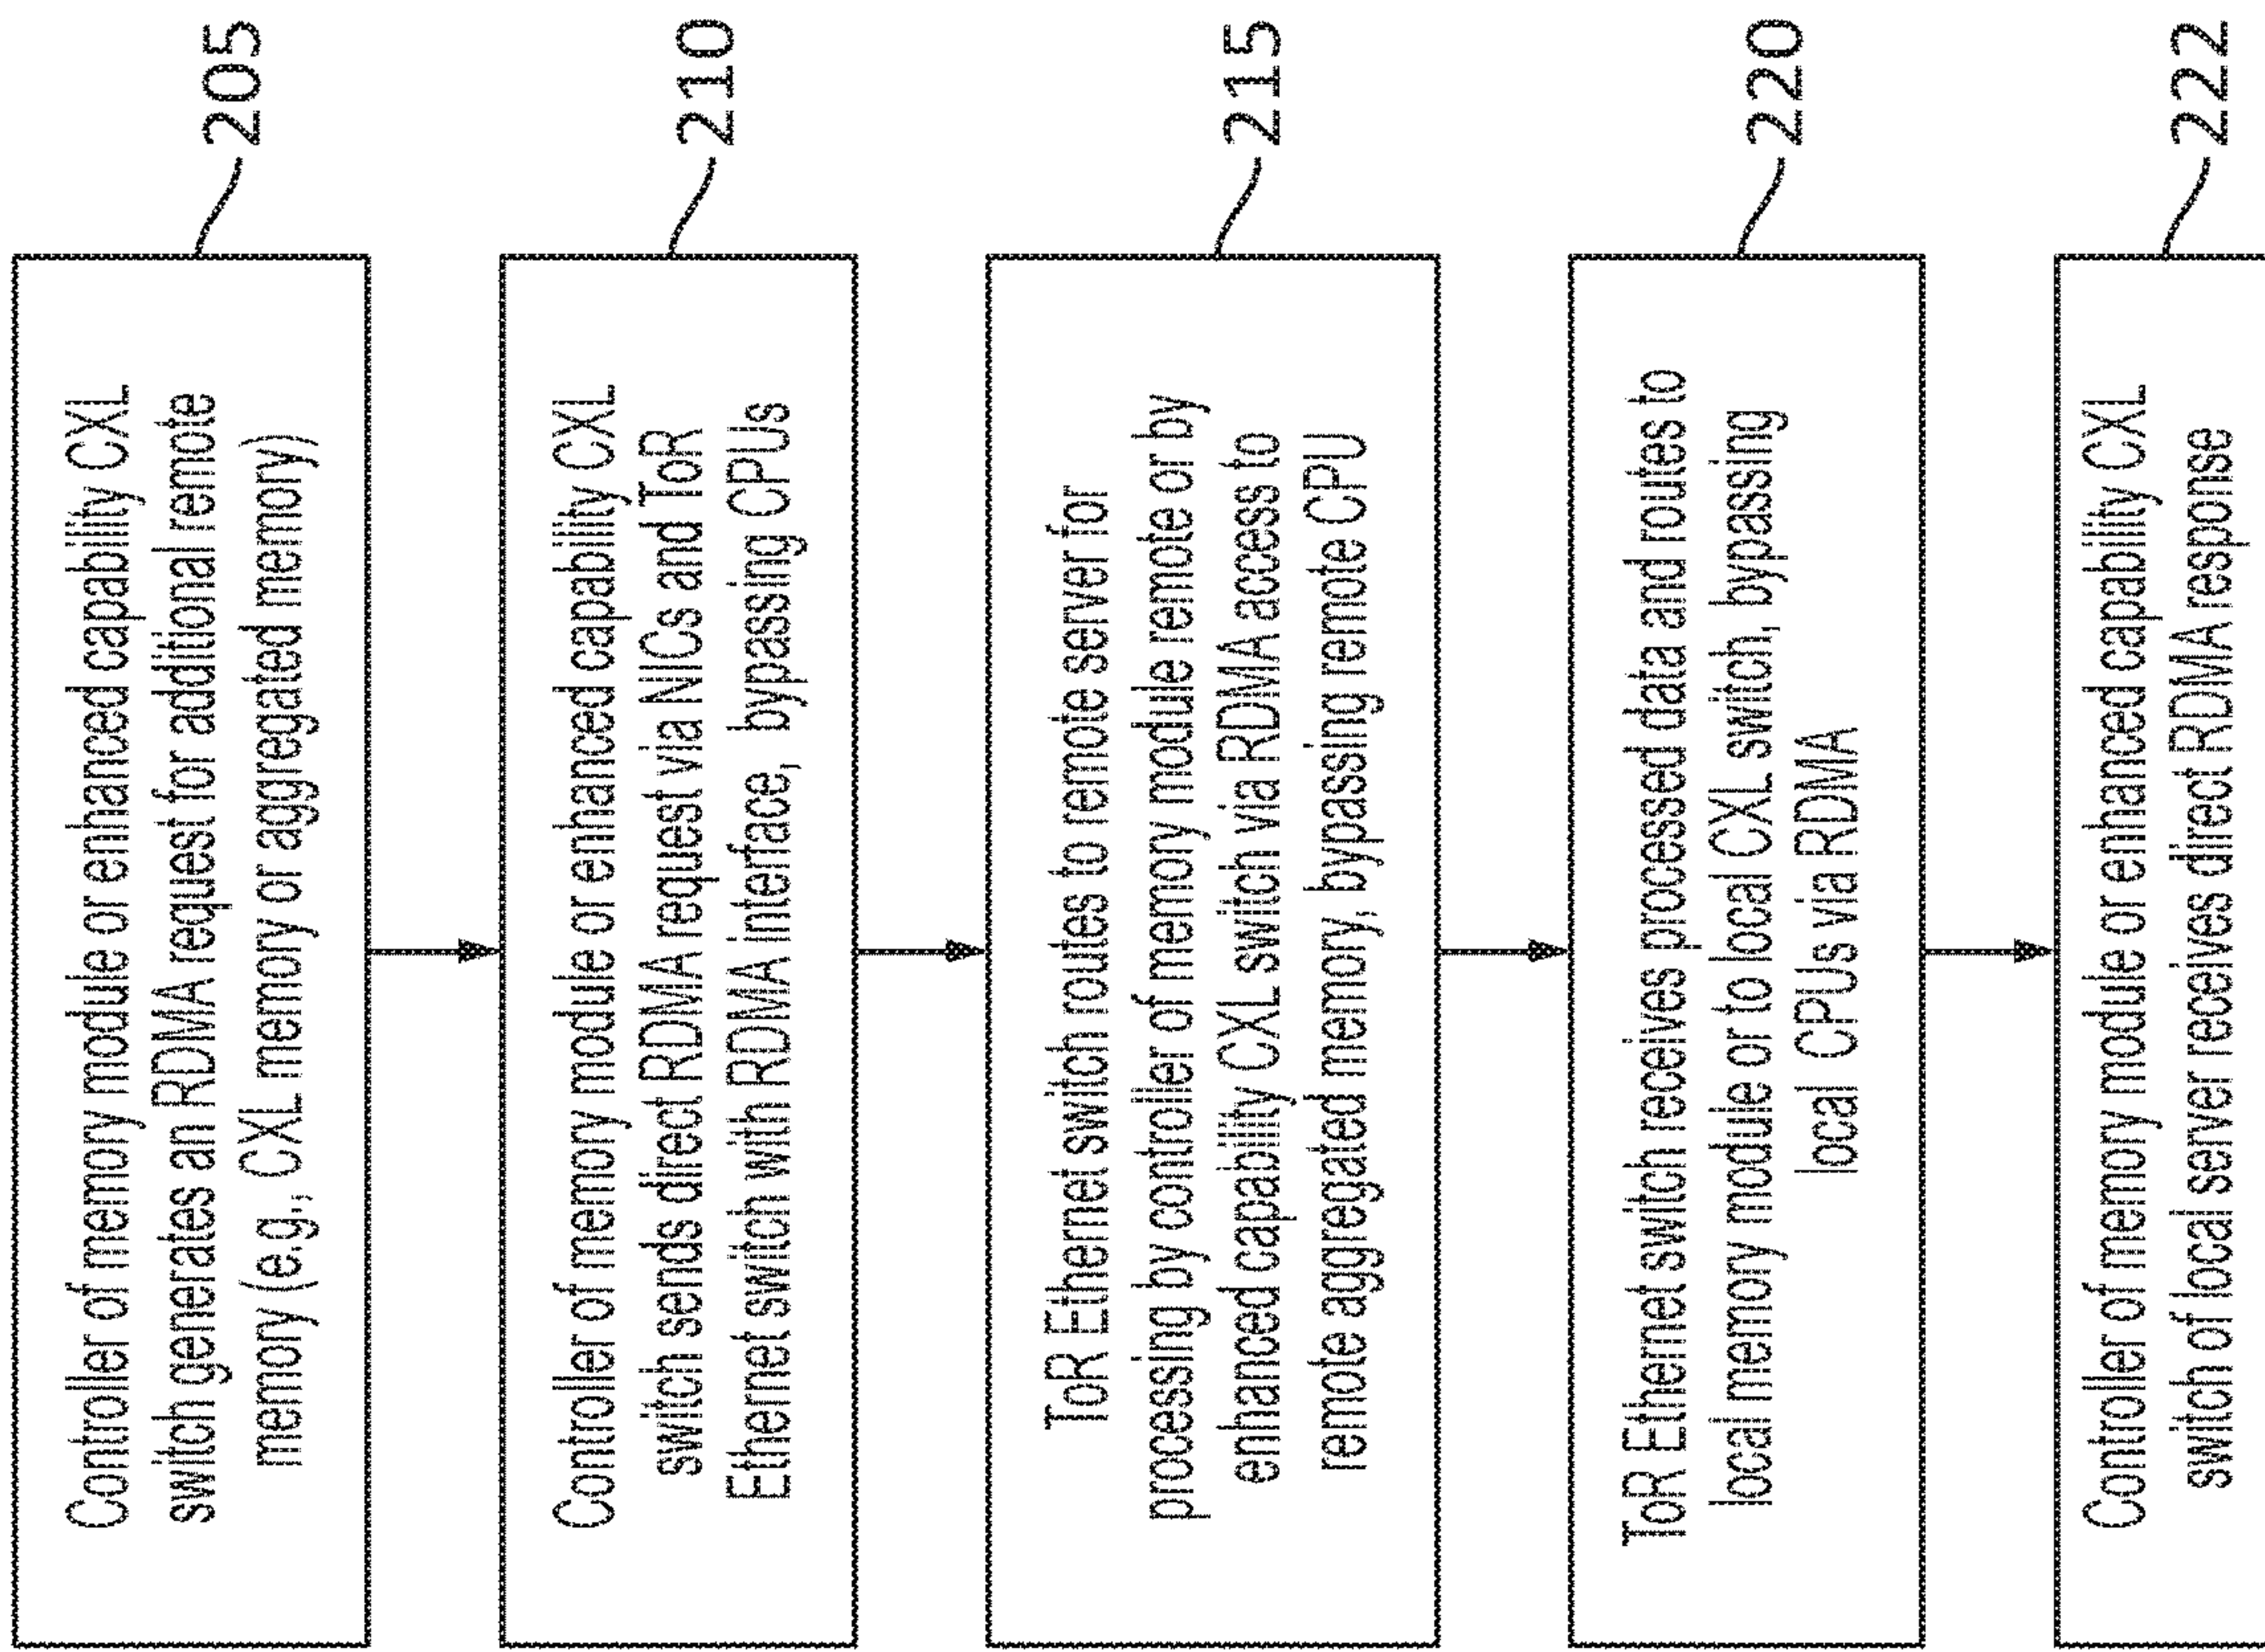 Controller of memory module or enhanced capability CXL
switch generates an RDMA request for additional remote
memory (e.g., CXL memory or aggregated memory)
205
Controller of memory module or enhanced capability CXL
switch sends direct RDMA request via NICs and ToR
Ethernet switch with RDMA interface, bypassing CPUs
210
ToR Ethernet switch routes to remote server for
processing by controller of memory module remote or by
enhanced capability CXL switch via RDMA access to
remote aggregated memory, bypassing remote CPU
215
ToR Ethernet switch receives processed data and routes to
local memory module or to local CXL switch, bypassing
local CPUs via RDMA
220
Controller of memory module or enhanced capability CXL
switch of local server receives direct RDMA response
222